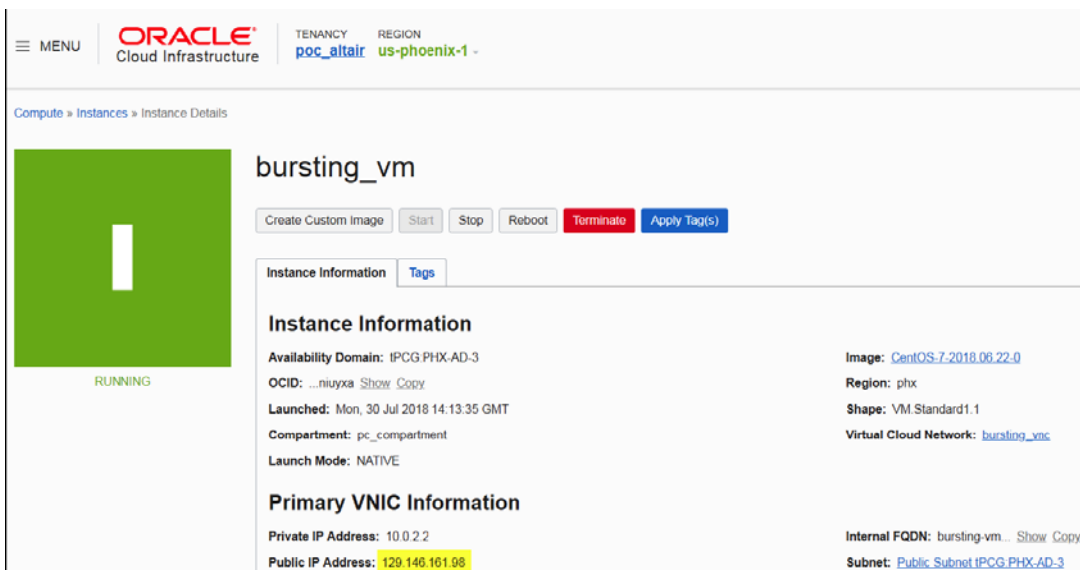 MENU
ORACLE
Cloud Infrastructure
TENANCY REGION
poc_altair us-phoenix-1
Compute » Instances » Instance Details
bursting_vm
Create Custom Image Start Stop Reboot Terminate Apply Tag(s)
Instance Information Tags
Instance Information
Availability Domain: tPCG:PHX-AD-3 Image: CentOS-7-2018.06.22-0
RUNNING
OCID: ...niuyxa Show Copy Region: phx
Launched: Mon, 30 Jul 2018 14:13:35 GMT Shape: VM.Standard1.1
Compartment: pc_compartment Virtual Cloud Network: bursting_vnc
Launch Mode: NATIVE
Primary VNIC Information
Private IP Address: 10.0.2.2 Internal FQDN: bursting-vm... Show Copy
Public IP Address: 129.146.161.98 Subnet: Public Subnet tPCG:PHX-AD-3